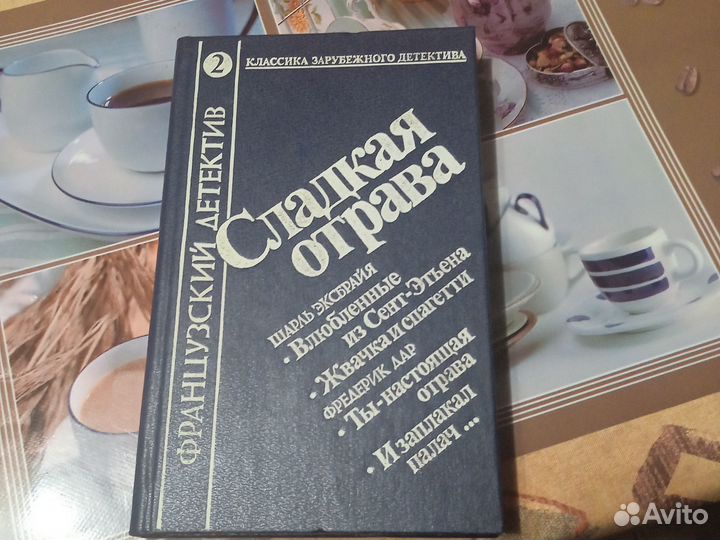 2
КЛАССИКА ЗАРУБЕЖНОГО ДЕТЕКТИВА
ФРАНЦУЗСКИЙ ДЕТЕКТИВ
Сладкая
отрава
ШАРЛЬ ЭКСБРАЙЯ
• Влюбленные
из Сент-Этьена
• Жвачка и спагетти
ФРЕДЕРИК ДАР
• Ты-настоящая
отрава
• И заплакал
палач ...
Avito